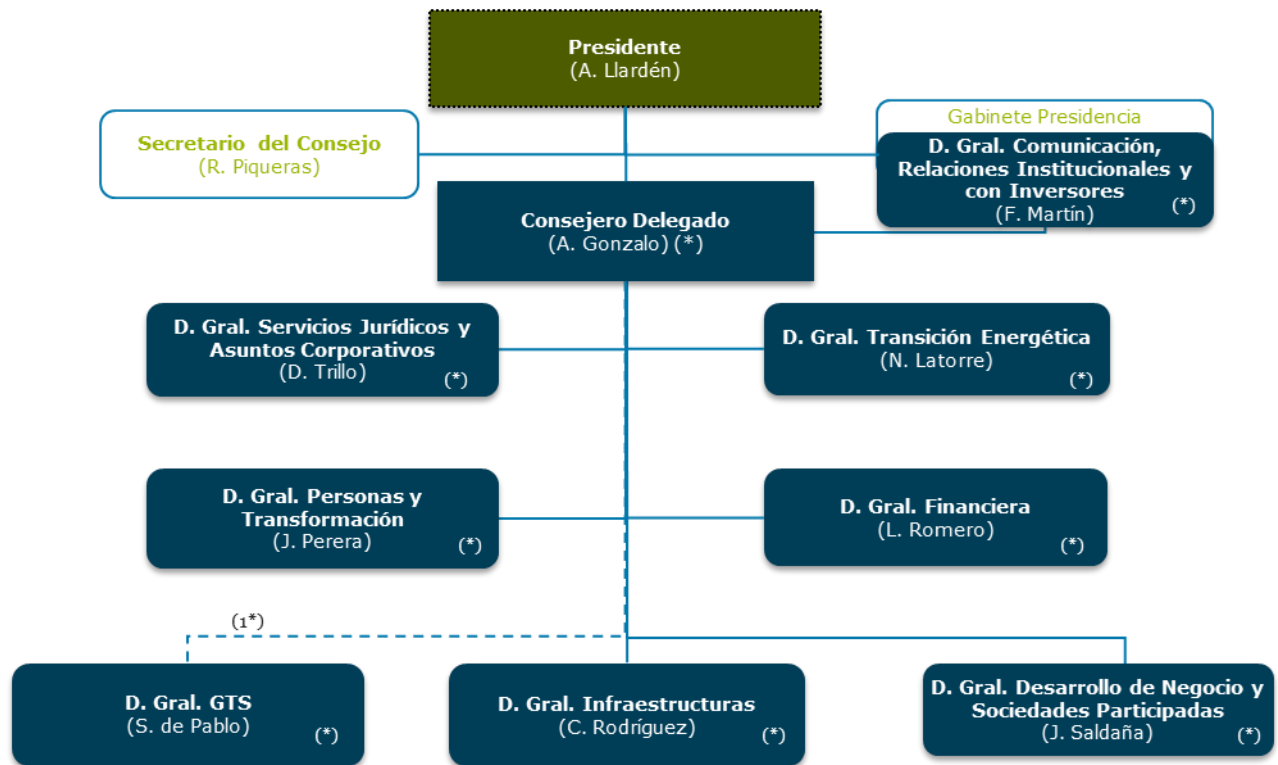 Presidente
(A. Llardén)
Secretario del Consejo
(R. Piqueras)
Gabinete Presidencia
D. Gral. Comunicación,
Relaciones Institucionales y
con Inversores
(F. Martín)
(*)
Consejero Delegado
(A. Gonzalo) (*)
D. Gral. Servicios Jurídicos y
Asuntos Corporativos
(D. Trillo)
(*)
D. Gral. Transición Energética
(N. Latorre)
(*)
D. Gral. Personas y
Transformación
(J. Perera)
(*)
D. Gral. Financiera
(L. Romero)
(*)
(1*)
D. Gral. GTS
(S. de Pablo)
(*)
D. Gral. Infraestructuras
(C. Rodríguez)
(*)
D. Gral. Desarrollo de Negocio y
Sociedades Participadas
(J. Saldaña)
(*)